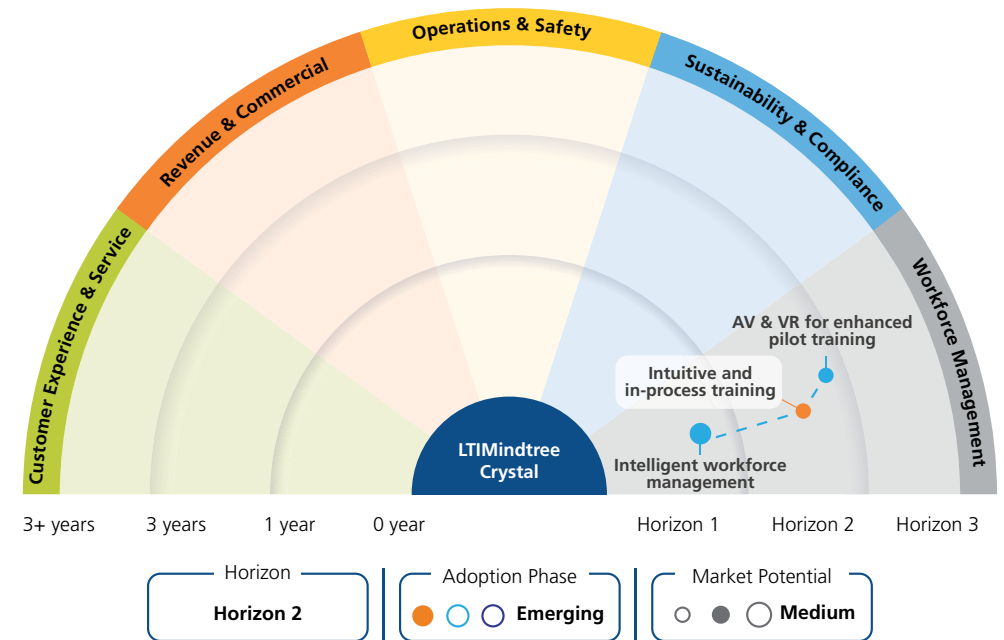 Operations & Safety
Revenue & Commercial
Sustainability & Compliance
Customer Experience & Service
Workforce Management
AV & VR for enhanced
pilot training
Intuitive and
in-process training
Intelligent workforce
management
LTIMindtree
Crystal
3+ years
3 years
1 year
0 year
Horizon 1
Horizon 2
Horizon 3
Horizon
Horizon 2
Adoption Phase
Emerging
Market Potential
Medium